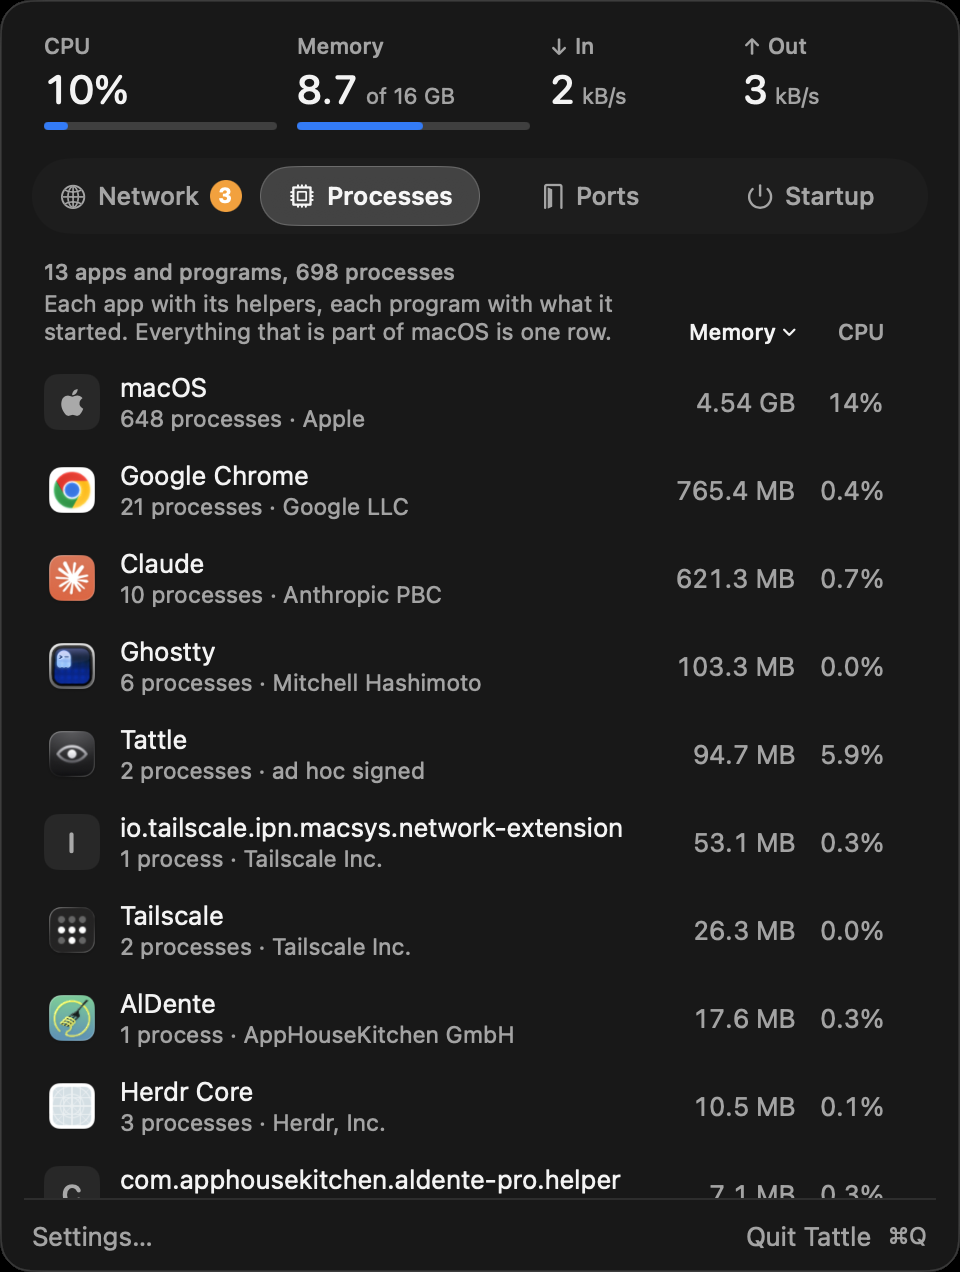 CPU
10%
Memory
8.7 of 16 GB
↓ In
2 kB/s
↑ Out
3 kB/s
Network 3
Processes
Ports
Startup
13 apps and programs, 698 processes
Each app with its helpers, each program with what it
started. Everything that is part of macOS is one row.
Memory CPU
macOS
648 processes · Apple
4.54 GB 14%
Google Chrome
21 processes · Google LLC
765.4 MB 0.4%
Claude
10 processes · Anthropic PBC
621.3 MB 0.7%
Ghostty
6 processes · Mitchell Hashimoto
103.3 MB 0.0%
Tattle
2 processes · ad hoc signed
94.7 MB 5.9%
I
io.tailscale.ipn.macsys.network-extension
1 process · Tailscale Inc.
53.1 MB 0.3%
Tailscale
2 processes · Tailscale Inc.
26.3 MB 0.0%
AlDente
1 process · AppHouseKitchen GmbH
17.6 MB 0.3%
Herdr Core
3 processes · Herdr, Inc.
10.5 MB 0.1%
C
com.apphousekitchen.aldente-pro.helper
7.1 MB 0.3%
Settings...
Quit Tattle ⌘Q